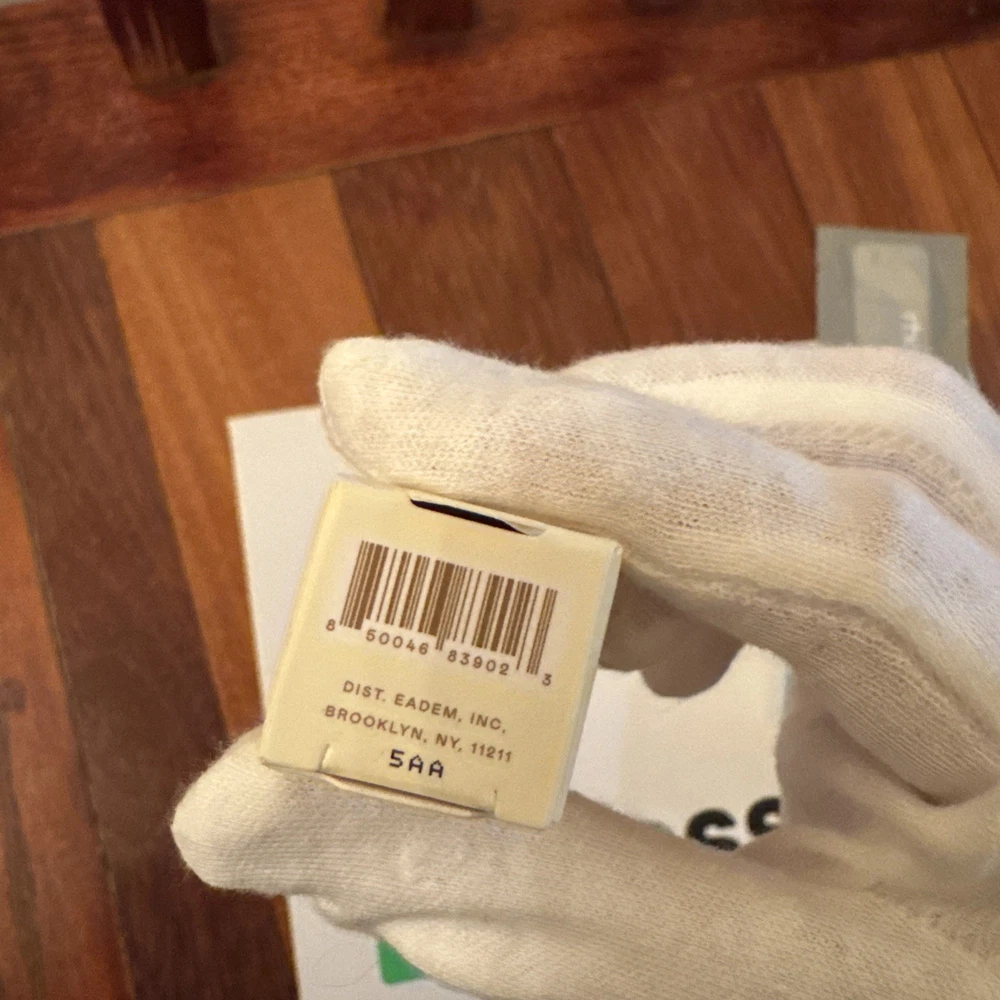 8 50046 83902 3
DIST. EADEM, INC,
BROOKLYN, NY, 11211
5AA